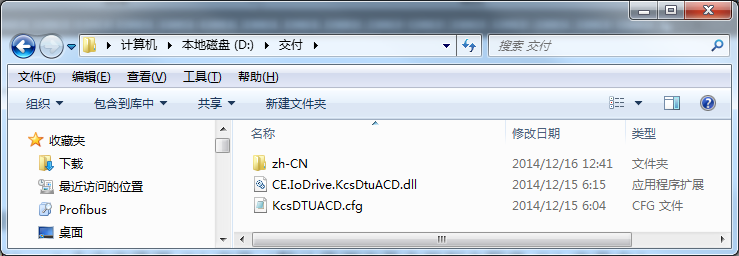 计算机 ▸ 本地磁盘 (D:) ▸ 交付 ▸ 搜索 交付
文件(F) 编辑(E) 查看(V) 工具(T) 帮助(H)
组织 包含到库中 共享 新建文件夹
收藏夹
下载
最近访问的位置
Profibus
桌面
名称 修改日期 类型
zh-CN 2014/12/16 12:41 文件夹
CE.IoDrive.KcsDtuACD.dll 2014/12/15 6:15 应用程序扩展
KcsDTUACD.cfg 2014/12/15 6:04 CFG 文件